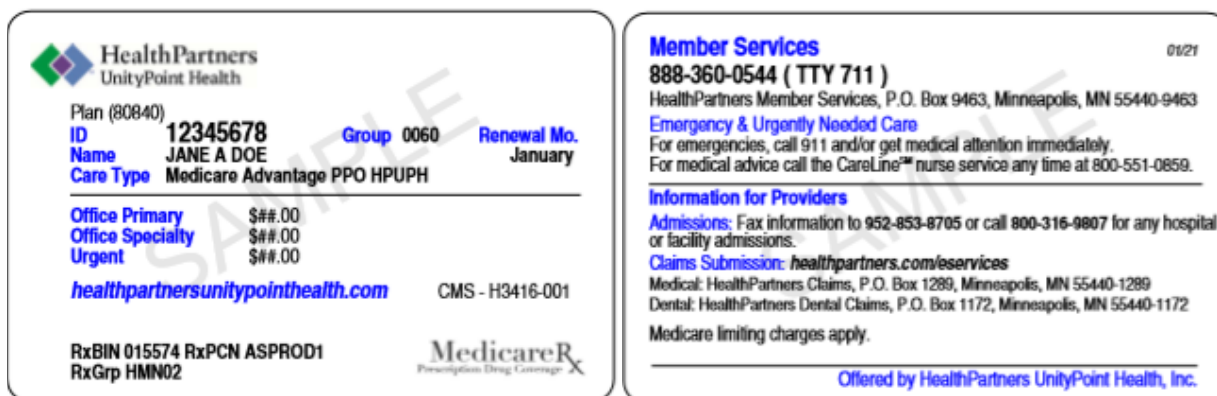 HealthPartners
UnityPoint Health
Plan (80840)
ID 12345678 Group 0060 Renewal Mo.
Name JANE A DOE January
Care Type Medicare Advantage PPO HPUPH
Office Primary $##.00
Office Specialty $##.00
Urgent $##.00
healthpartnersunitypointhealth.com CMS - H3416-001
RxBIN 015574 RxPCN ASPROD1
RxGrp HMN02
MedicareRx
Prescription Drug Coverage
SAMPLE
Member Services 01/21
888-360-0544 ( TTY 711 )
HealthPartners Member Services, P.O. Box 9463, Minneapolis, MN 55440-9463
Emergency & Urgently Needed Care
For emergencies, call 911 and/or get medical attention immediately.
For medical advice call the CareLine℠ nurse service any time at 800-551-0859.
Information for Providers
Admissions: Fax information to 952-853-8705 or call 800-316-9807 for any hospital
or facility admissions.
Claims Submission: healthpartners.com/eservices
Medical: HealthPartners Claims, P.O. Box 1289, Minneapolis, MN 55440-1289
Dental: HealthPartners Dental Claims, P.O. Box 1172, Minneapolis, MN 55440-1172
Medicare limiting charges apply.
Offered by HealthPartners UnityPoint Health, Inc.
SAMPLE